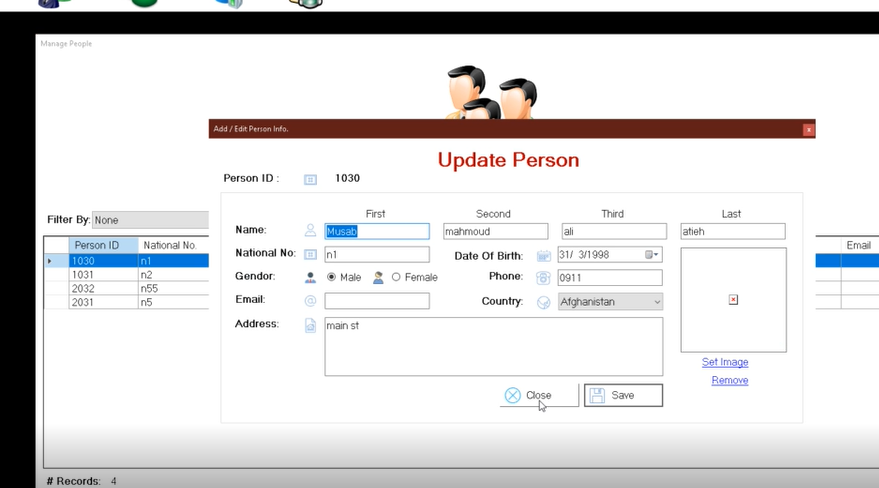 Manage People
Add / Edit Person Info.
x
Update Person
Person ID : 1030
First Second Third Last
Name: Musab mahmoud ali atieh
National No: n1 Date Of Birth: 31/ 3/1998
Gendor: Male Female Phone: 0911
Email: Country: Afghanistan
Address: main st
Set Image
Remove
Close Save
Filter By: None
Person ID National No. Email
1030 n1
1031 n2
2032 n55
2031 n5
# Records: 4